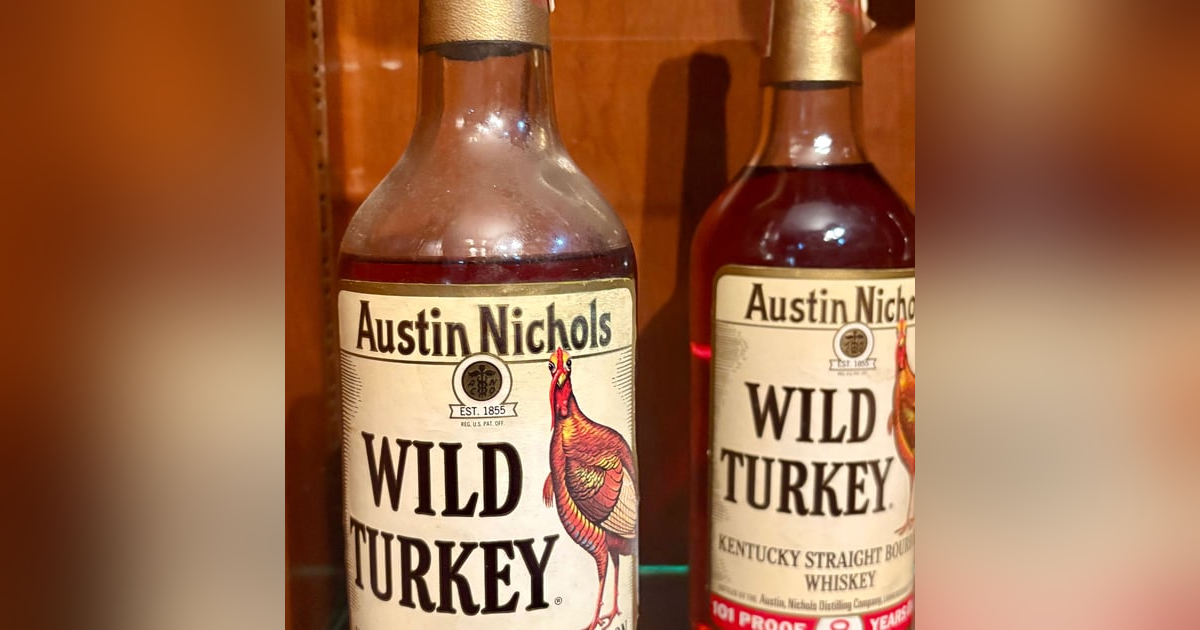 Austin Nichols
EST. 1855
REG. U.S. PAT. OFF.
WILD
TURKEY®
Austin Nicho
EST. 1855
WILD
TURKEY.
KENTUCKY STRAIGHT BOURB
WHISKEY
Austin, Nichols Distilling Company,
101 PROOF 8 YEARS